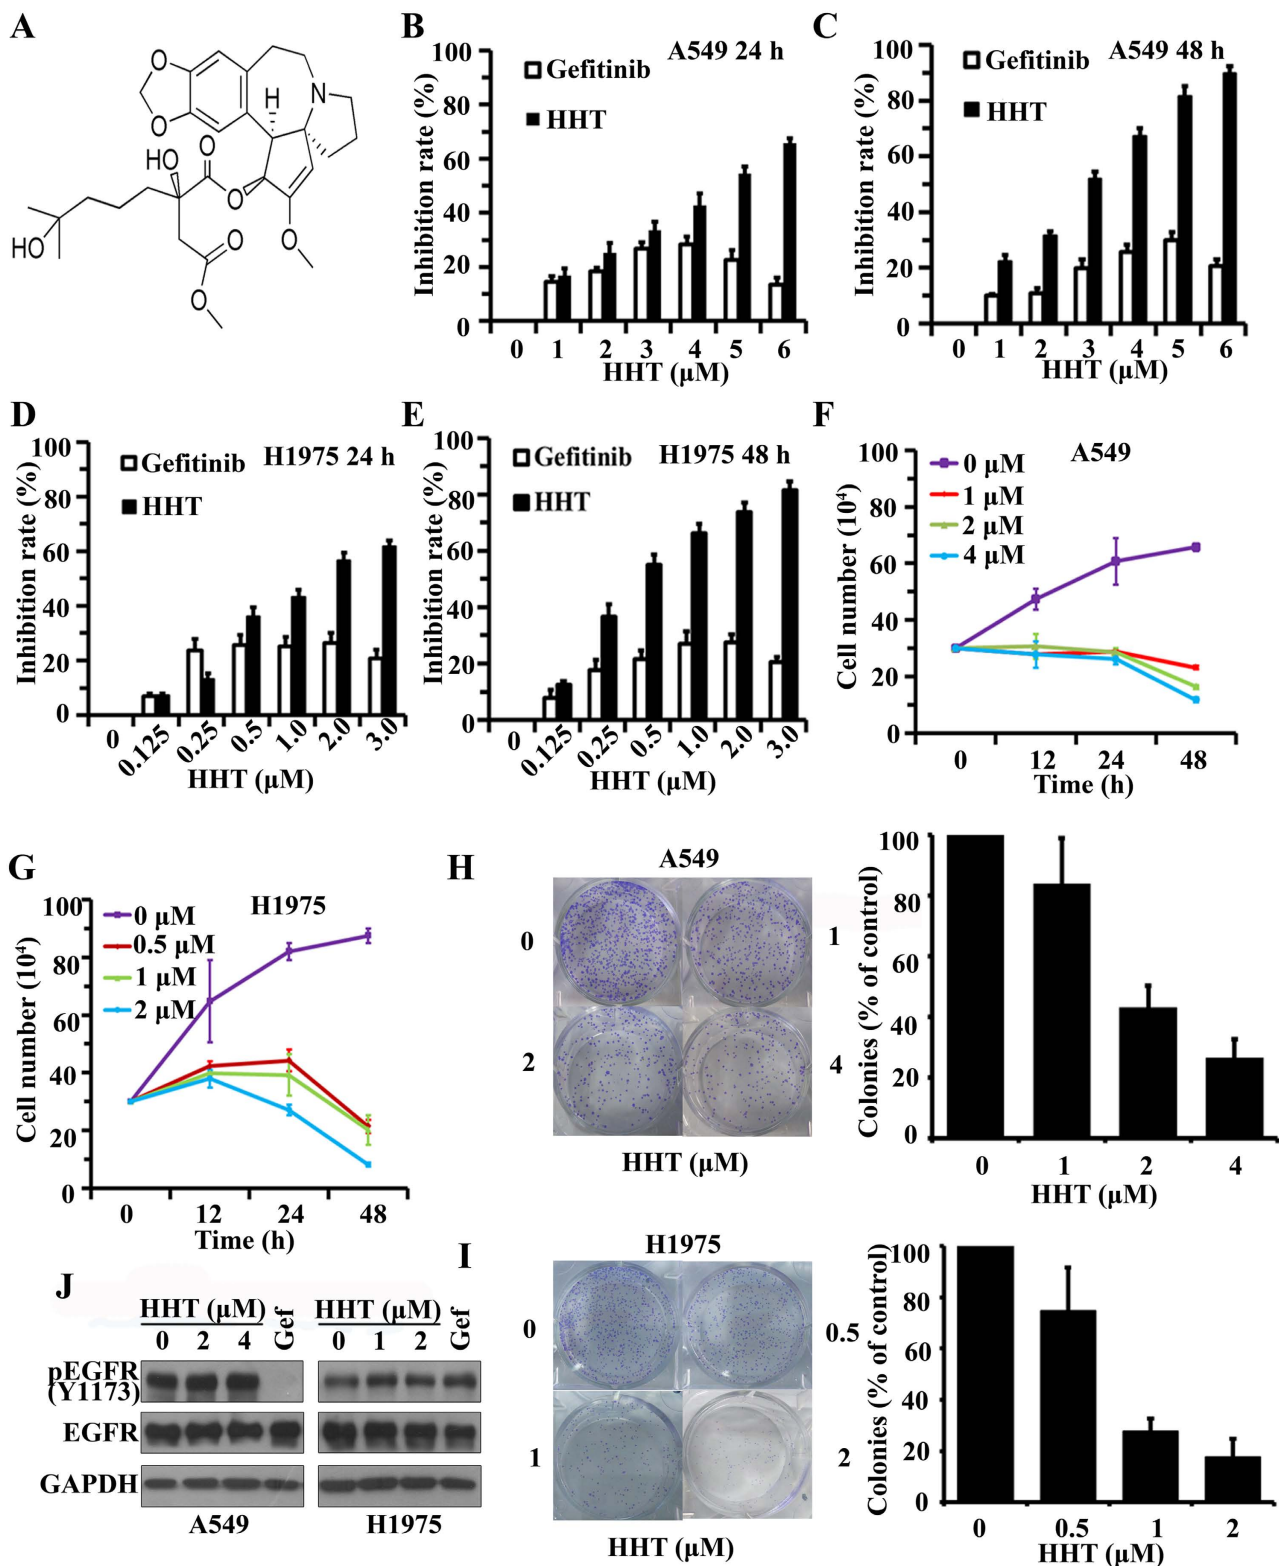 A
O
O
H
N
HO
O
O
HO
O
O
O
B
A549 24 h
Gefitinib
HHT
Inhibition rate (%)
100
80
60
40
20
0
0 1 2 3 4 5 6
HHT (μM)
C
A549 48 h
Gefitinib
HHT
Inhibition rate (%)
100
80
60
40
20
0
0 1 2 3 4 5 6
HHT (μM)
D
H1975 24 h
Gefitinib
HHT
Inhibition rate (%)
100
80
60
40
20
0
0 0.125 0.25 0.5 1.0 2.0 3.0
HHT (μM)
E
H1975 48 h
Gefitinib
HHT
Inhibition rate (%)
100
80
60
40
20
0
0 0.125 0.25 0.5 1.0 2.0 3.0
HHT (μM)
F
A549
0 μM
1 μM
2 μM
4 μM
Cell number (10⁴)
100
80
60
40
20
0
0 12 24 48
Time (h)
G
H1975
0 μM
0.5 μM
1 μM
2 μM
Cell number (10⁴)
100
80
60
40
20
0
0 12 24 48
Time (h)
H
A549
0 1
2 4
HHT (μM)
Colonies (% of control)
100
80
60
40
20
0
0 1 2 4
HHT (μM)
I
H1975
0 0.5
1 2
HHT (μM)
Colonies (% of control)
100
80
60
40
20
0
0 0.5 1 2
HHT (μM)
J
HHT (μM) Gef HHT (μM) Gef
0 2 4 0 1 2
pEGFR
(Y1173)
EGFR
GAPDH
A549 H1975